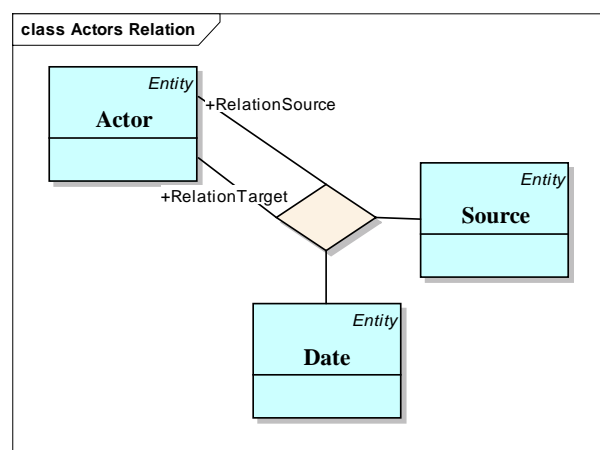 class Actors Relation
Entity
Actor
+RelationSource
+RelationTarget
Entity
Source
Entity
Date